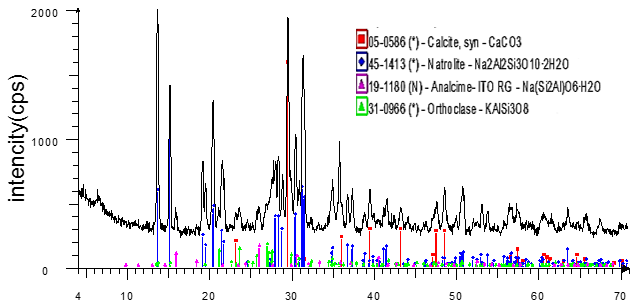 intencity(cps)
2000
1000
0
05-0586 (*) - Calcite, syn - CaCO3
45-1413 (*) - Natrolite - Na2Al2Si3O10·2H2O
19-1180 (N) - Analcime- ITO RG - Na(Si2Al)O6·H2O
31-0966 (*) - Orthoclase - KAlSi3O8
4 10 20 30 40 50 60 70